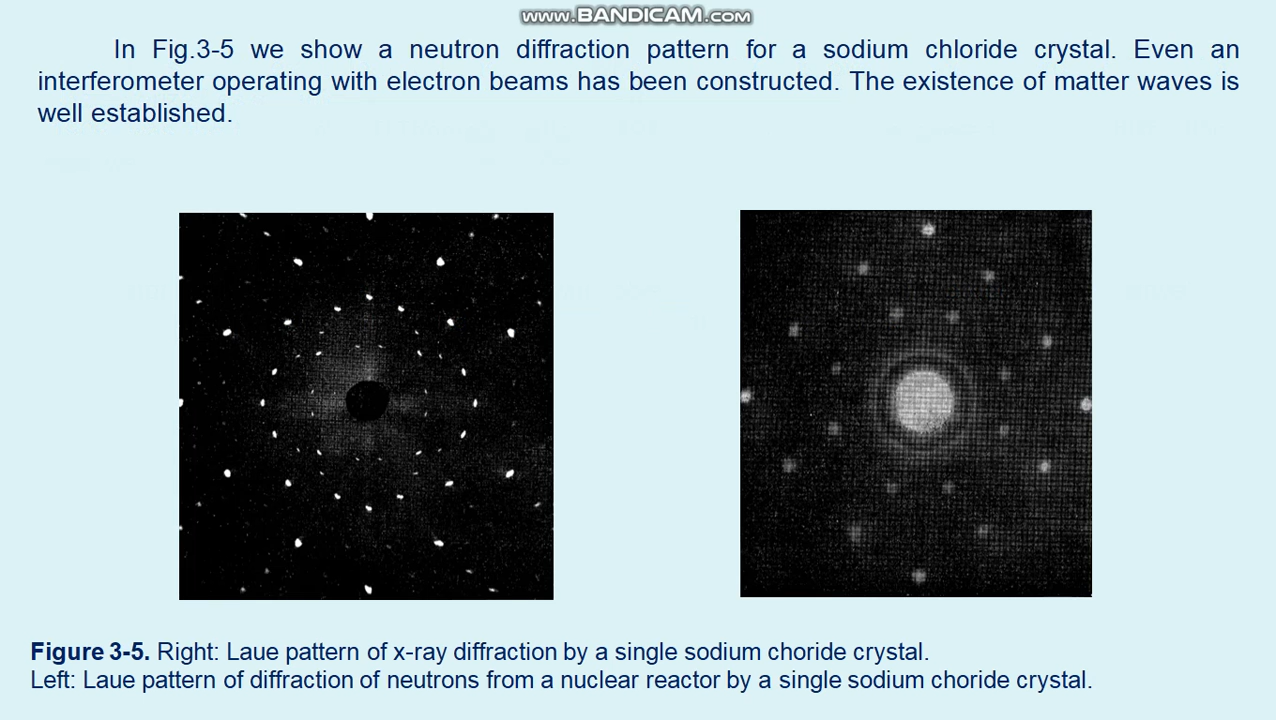 www.BANDICAM.com
In Fig.3-5 we show a neutron diffraction pattern for a sodium chloride crystal. Even an
interferometer operating with electron beams has been constructed. The existence of matter waves is
well established.
Figure 3-5. Right: Laue pattern of x-ray diffraction by a single sodium choride crystal.
Left: Laue pattern of diffraction of neutrons from a nuclear reactor by a single sodium choride crystal.